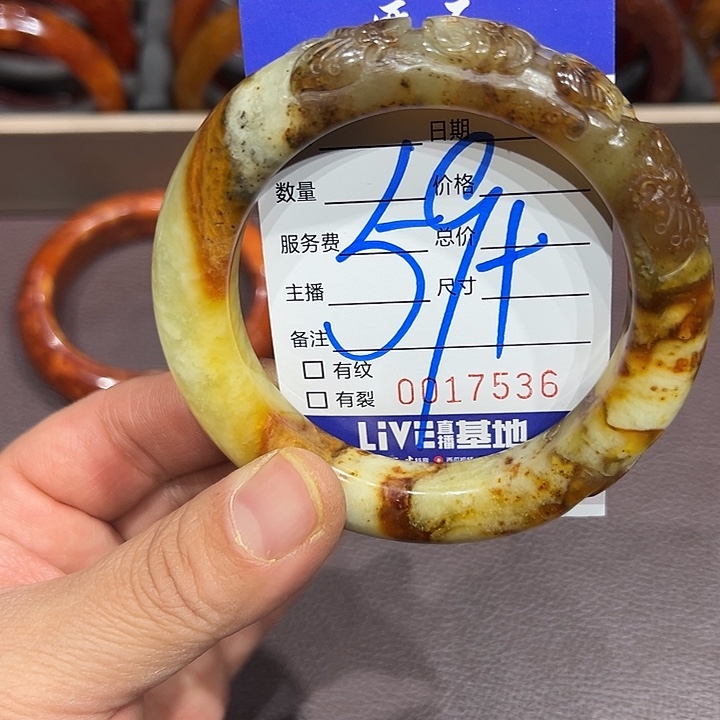 日期
数量 价格
服务费 总价
主播 尺寸
备注
59+
□ 有纹
□ 有裂 0017536
LiVE直播基地